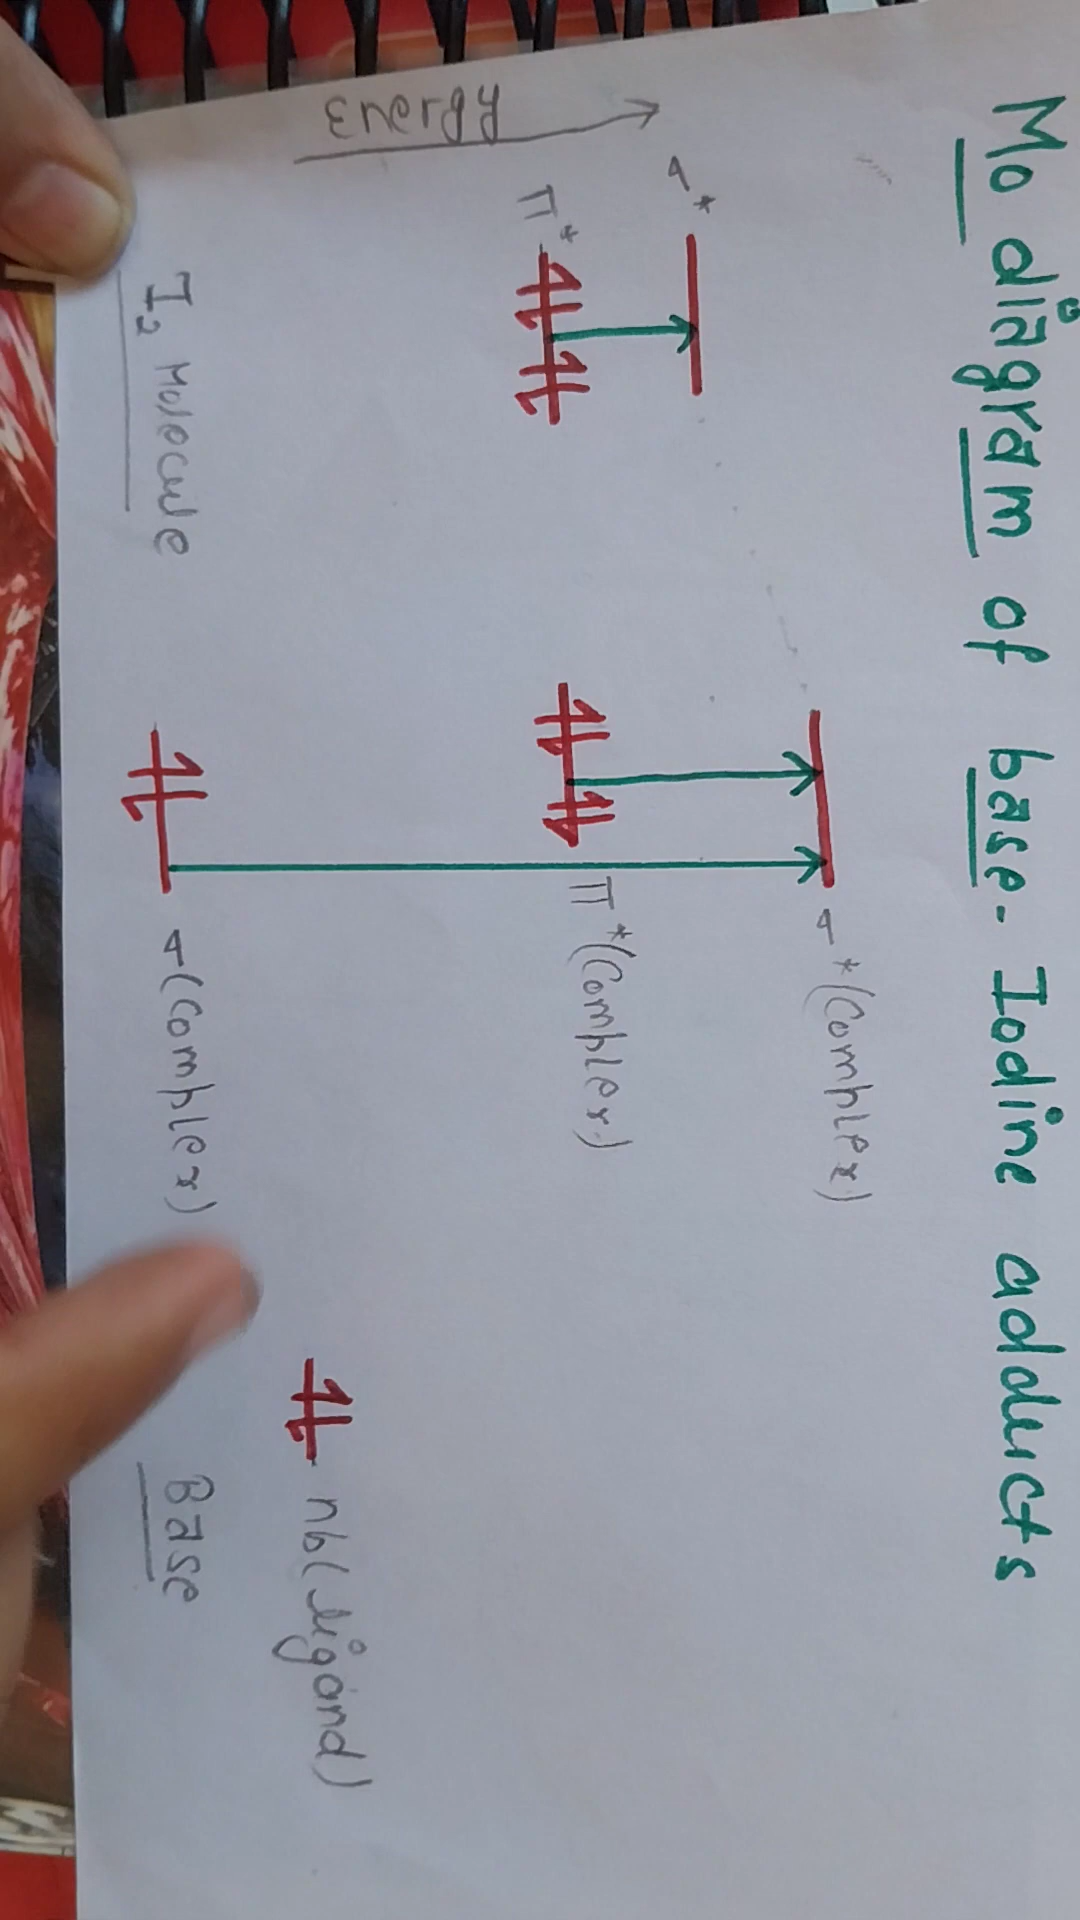 Mo diagram of base-Iodine adducts
Energy
σ*
σ*(Complex)
π*
π*(Complex)
nb(ligand)
σ(Complex)
I₂ Molecule
Base